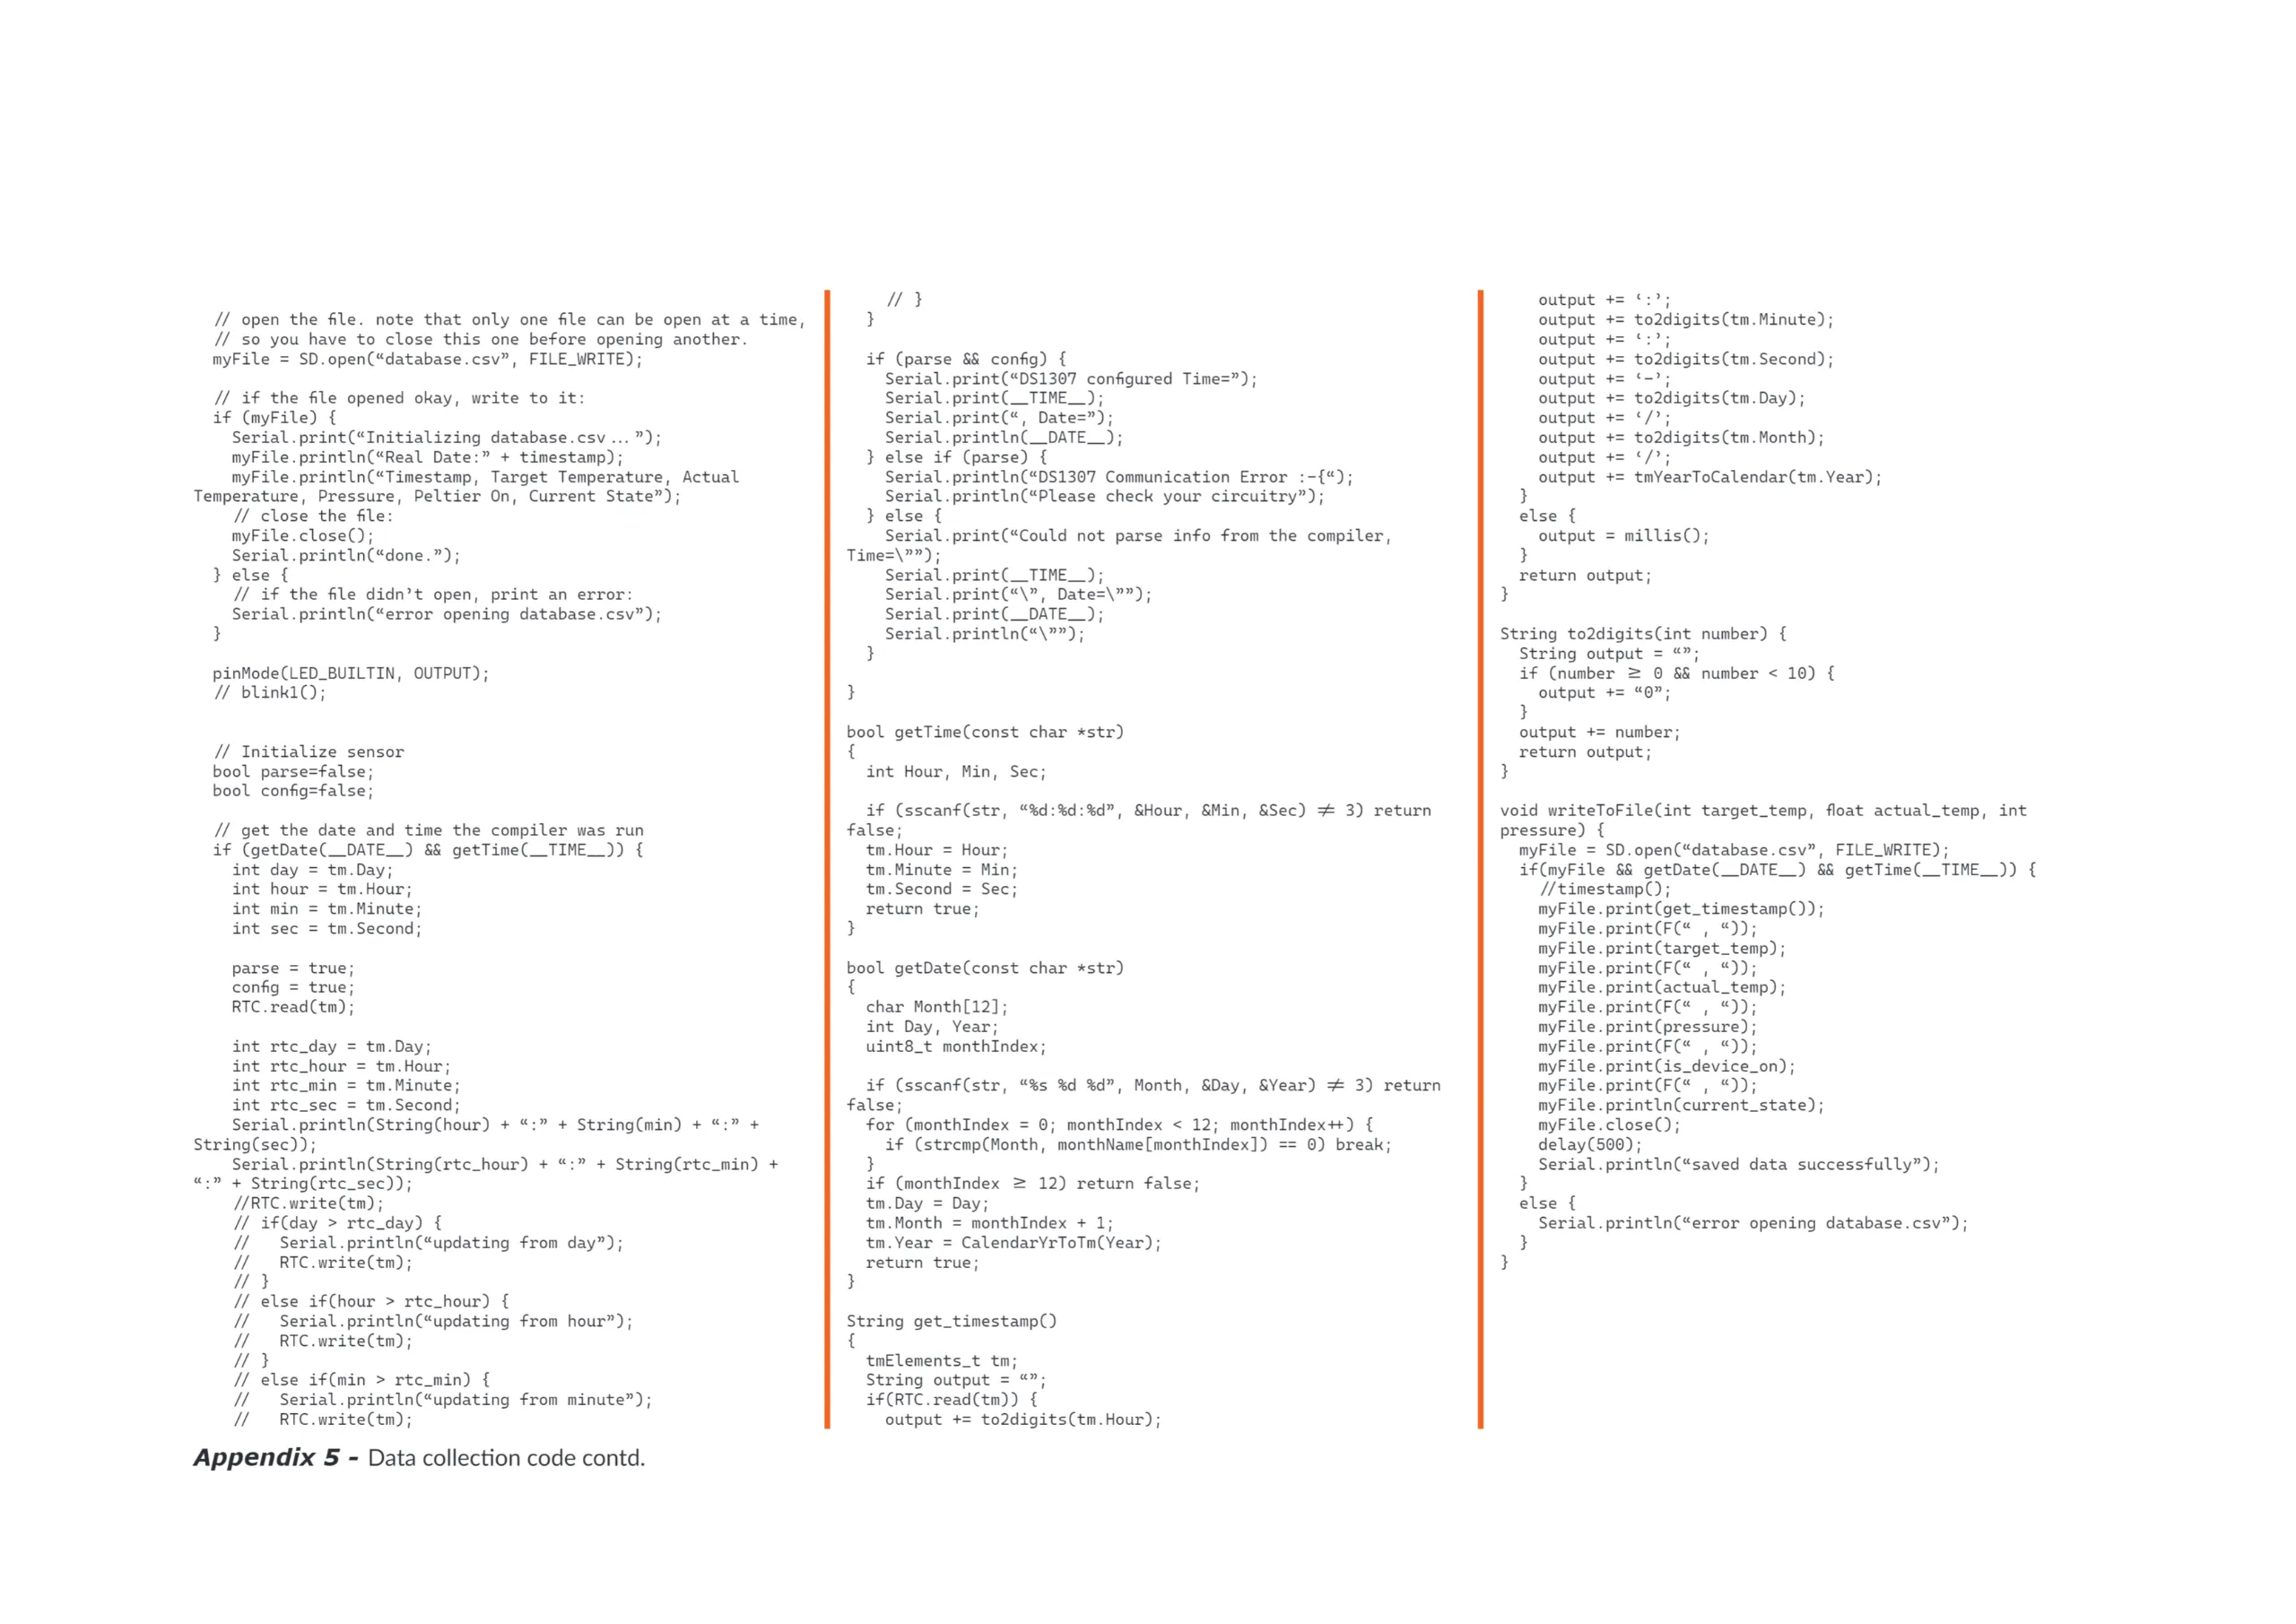 // open the file. note that only one file can be open at a time,
// so you have to close this one before opening another.
myFile = SD.open(“database.csv”, FILE_WRITE);
// if the file opened okay, write to it:
if (myFile) {
Serial.print(“Initializing database.csv...”);
myFile.println(“Real Date:” + timestamp);
myFile.println(“Timestamp, Target Temperature, Actual
Temperature, Pressure, Peltier On, Current State”);
// close the file:
myFile.close();
Serial.println(“done.”);
} else {
// if the file didn’t open, print an error:
Serial.println(“error opening database.csv”);
}
pinMode(LED_BUILTIN, OUTPUT);
// blink1();
// Initialize sensor
bool parse=false;
bool config=false;
// get the date and time the compiler was run
if (getDate(__DATE__) && getTime(__TIME__)) {
int day = tm.Day;
int hour = tm.Hour;
int min = tm.Minute;
int sec = tm.Second;
parse = true;
config = true;
RTC.read(tm);
int rtc_day = tm.Day;
int rtc_hour = tm.Hour;
int rtc_min = tm.Minute;
int rtc_sec = tm.Second;
Serial.println(String(hour) + “:” + String(min) + “:” +
String(sec));
Serial.println(String(rtc_hour) + “:” + String(rtc_min) +
“:” + String(rtc_sec));
//RTC.write(tm);
// if(day > rtc_day) {
//   Serial.println(“updating from day”);
//   RTC.write(tm);
// }
// else if(hour > rtc_hour) {
//   Serial.println(“updating from hour”);
//   RTC.write(tm);
// }
// else if(min > rtc_min) {
//   Serial.println(“updating from minute”);
//   RTC.write(tm);
// }
}
if (parse && config) {
Serial.print(“DS1307 configured Time=”);
Serial.print(__TIME__);
Serial.print(“, Date=”);
Serial.println(__DATE__);
} else if (parse) {
Serial.println(“DS1307 Communication Error :-{“);
Serial.println(“Please check your circuitry”);
} else {
Serial.print(“Could not parse info from the compiler,
Time=\””);
Serial.print(__TIME__);
Serial.print(“\”, Date=\””);
Serial.print(__DATE__);
Serial.println(“\””);
}
}
bool getTime(const char *str)
{
int Hour, Min, Sec;
if (sscanf(str, “%d:%d:%d”, &Hour, &Min, &Sec) ≠ 3) return
false;
tm.Hour = Hour;
tm.Minute = Min;
tm.Second = Sec;
return true;
}
bool getDate(const char *str)
{
char Month[12];
int Day, Year;
uint8_t monthIndex;
if (sscanf(str, “%s %d %d”, Month, &Day, &Year) ≠ 3) return
false;
for (monthIndex = 0; monthIndex < 12; monthIndex++) {
if (strcmp(Month, monthName[monthIndex]) == 0) break;
}
if (monthIndex ≥ 12) return false;
tm.Day = Day;
tm.Month = monthIndex + 1;
tm.Year = CalendarYrToTm(Year);
return true;
}
String get_timestamp()
{
tmElements_t tm;
String output = “”;
if(RTC.read(tm)) {
output += to2digits(tm.Hour);
output += ‘:’;
output += to2digits(tm.Minute);
output += ‘:’;
output += to2digits(tm.Second);
output += ‘-’;
output += to2digits(tm.Day);
output += ‘/’;
output += to2digits(tm.Month);
output += ‘/’;
output += tmYearToCalendar(tm.Year);
}
else {
output = millis();
}
return output;
}
String to2digits(int number) {
String output = “”;
if (number ≥ 0 && number < 10) {
output += “0”;
}
output += number;
return output;
}
void writeToFile(int target_temp, float actual_temp, int
pressure) {
myFile = SD.open(“database.csv”, FILE_WRITE);
if(myFile && getDate(__DATE__) && getTime(__TIME__)) {
//timestamp();
myFile.print(get_timestamp());
myFile.print(F(“ , “));
myFile.print(target_temp);
myFile.print(F(“ , “));
myFile.print(actual_temp);
myFile.print(F(“ , “));
myFile.print(pressure);
myFile.print(F(“ , “));
myFile.print(is_device_on);
myFile.print(F(“ , “));
myFile.println(current_state);
myFile.close();
delay(500);
Serial.println(“saved data successfully”);
}
else {
Serial.println(“error opening database.csv”);
}
}
Appendix 5 - Data collection code contd.